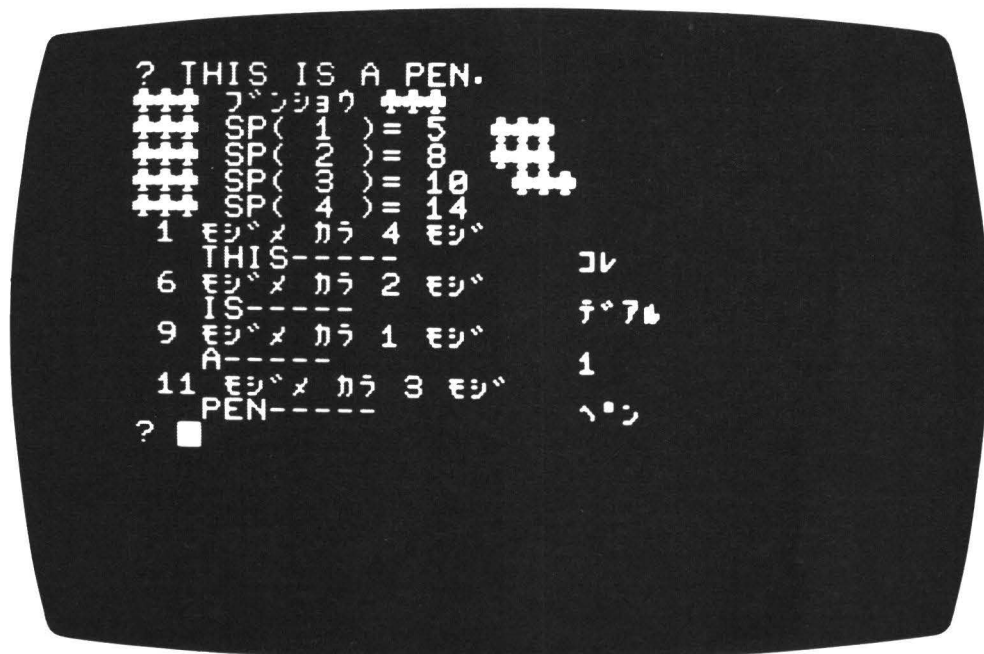 ? THIS IS A PEN.
### ブンショウ ###
### SP( 1 )= 5 ###
### SP( 2 )= 8 ###
### SP( 3 )= 10 ###
### SP( 4 )= 14
1 モジメ カラ 4 モジ
THIS-----
コレ
6 モジメ カラ 2 モジ
IS-----
デアル
9 モジメ カラ 1 モジ
A-----
1
11 モジメ カラ 3 モジ
PEN-----
ペン
?